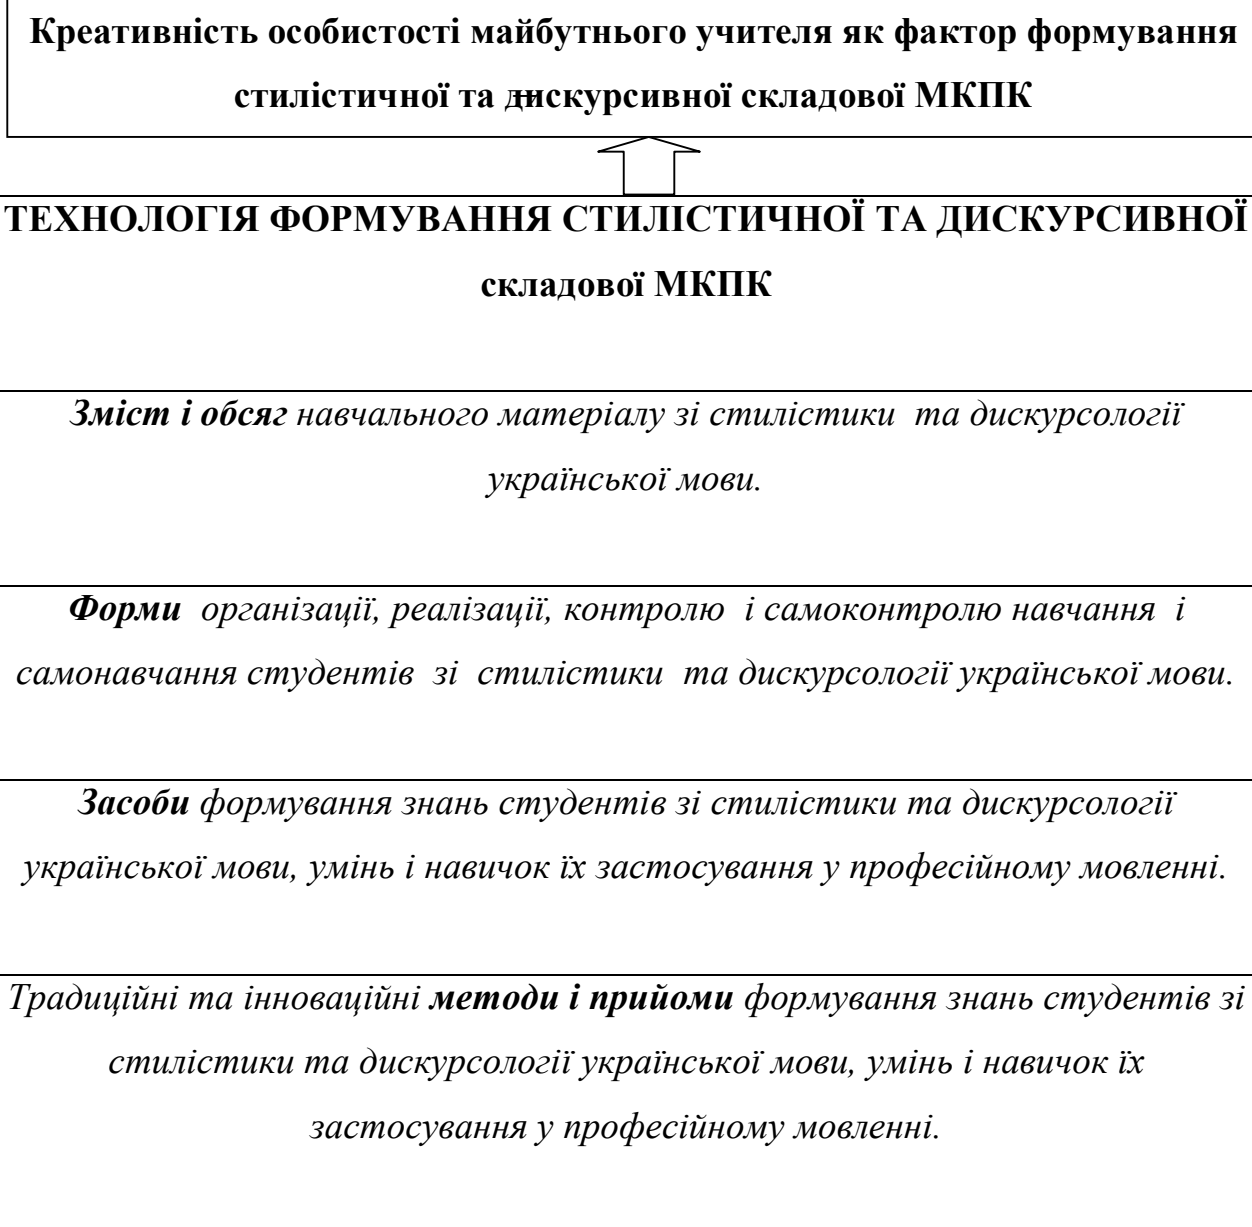 Креативність особистості майбутнього учителя як фактор формування
стилістичної та дискурсивної складової МКПК
ТЕХНОЛОГІЯ ФОРМУВАННЯ СТИЛІСТИЧНОЇ ТА ДИСКУРСИВНОЇ
складової МКПК
Зміст і обсяг навчального матеріалу зі стилістики та дискурсології
української мови.
Форми організації, реалізації, контролю і самоконтролю навчання і
самонавчання студентів зі стилістики та дискурсології української мови.
Засоби формування знань студентів зі стилістики та дискурсології
української мови, умінь і навичок їх застосування у професійному мовленні.
Традиційні та інноваційні методи і прийоми формування знань студентів зі
стилістики та дискурсології української мови, умінь і навичок їх
застосування у професійному мовленні.